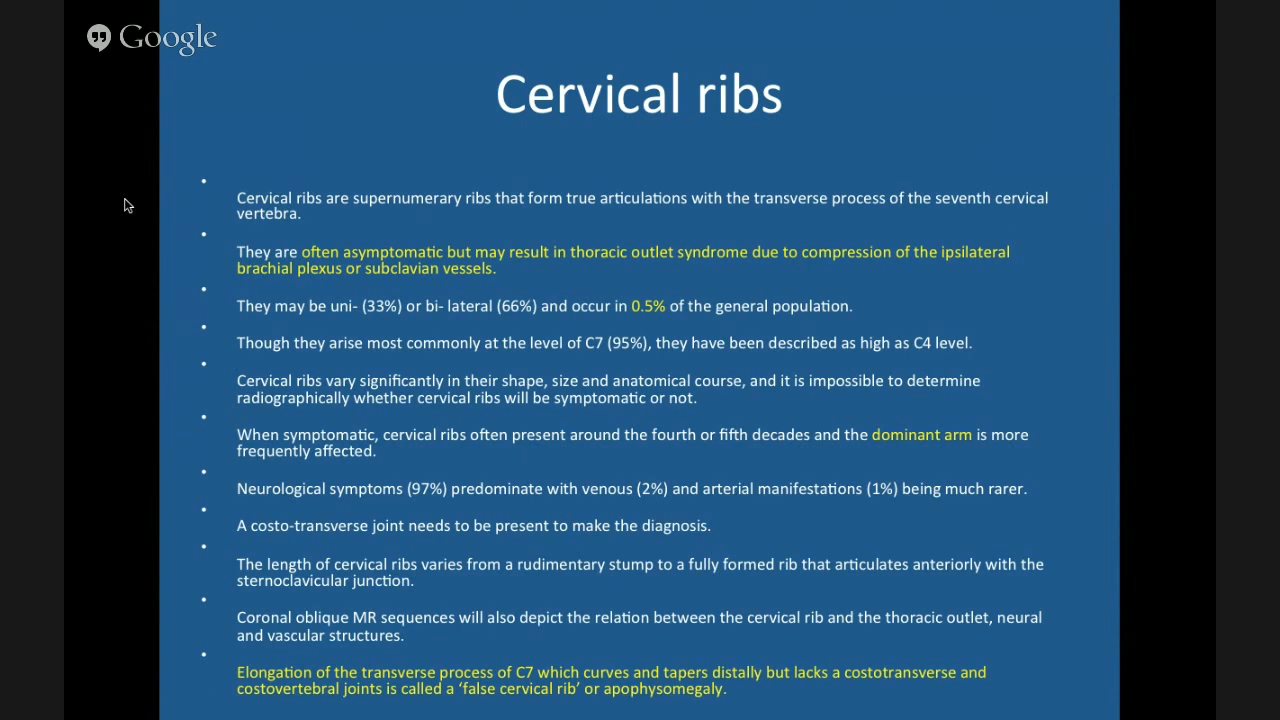 Google
Cervical ribs
• Cervical ribs are supernumerary ribs that form true articulations with the transverse process of the seventh cervical
vertebra.
• They are often asymptomatic but may result in thoracic outlet syndrome due to compression of the ipsilateral
brachial plexus or subclavian vessels.
• They may be uni- (33%) or bi- lateral (66%) and occur in 0.5% of the general population.
• Though they arise most commonly at the level of C7 (95%), they have been described as high as C4 level.
• Cervical ribs vary significantly in their shape, size and anatomical course, and it is impossible to determine
radiographically whether cervical ribs will be symptomatic or not.
• When symptomatic, cervical ribs often present around the fourth or fifth decades and the dominant arm is more
frequently affected.
• Neurological symptoms (97%) predominate with venous (2%) and arterial manifestations (1%) being much rarer.
• A costo-transverse joint needs to be present to make the diagnosis.
• The length of cervical ribs varies from a rudimentary stump to a fully formed rib that articulates anteriorly with the
sternoclavicular junction.
• Coronal oblique MR sequences will also depict the relation between the cervical rib and the thoracic outlet, neural
and vascular structures.
• Elongation of the transverse process of C7 which curves and tapers distally but lacks a costotransverse and
costovertebral joints is called a ‘false cervical rib’ or apophysomegaly.